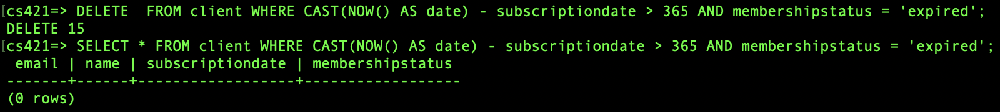 [cs421=> DELETE  FROM client WHERE CAST(NOW() AS date) - subscriptiondate > 365 AND membershipstatus = 'expired';
DELETE 15
[cs421=> SELECT * FROM client WHERE CAST(NOW() AS date) - subscriptiondate > 365 AND membershipstatus = 'expired';
 email | name | subscriptiondate | membershipstatus
-------+------+------------------+------------------
(0 rows)